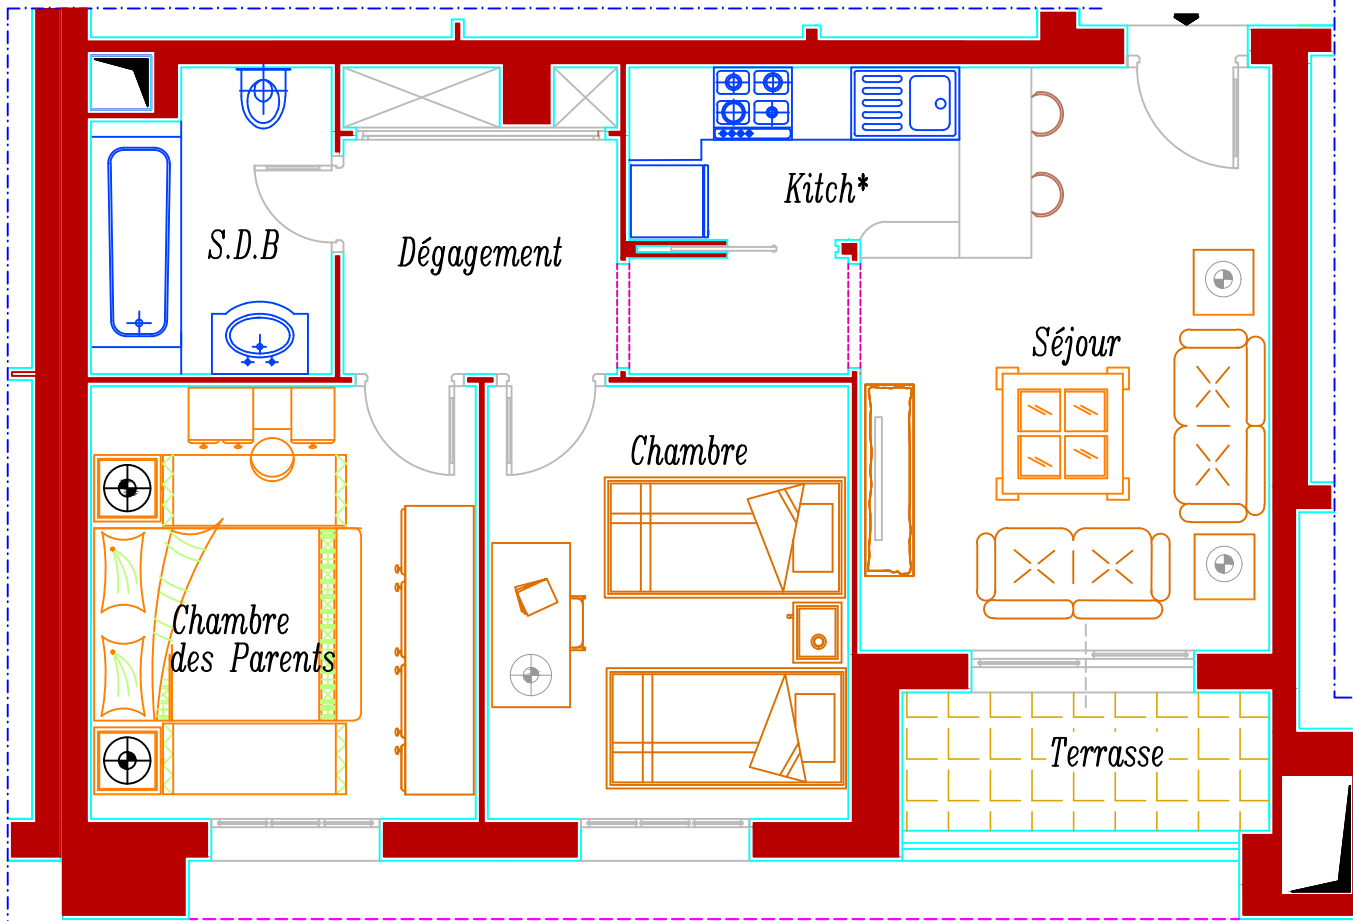 Kitch*
S.D.B
Dégagement
Séjour
Chambre
Chambre
des Parents
Terrasse